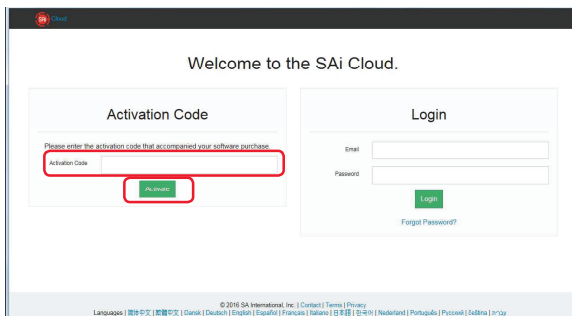 SAi Cloud
Welcome to the SAi Cloud.
Activation Code
Please enter the activation code that accompanied your software purchase.
Activation Code
Activate
Login
Email
Password
Login
Forgot Password?
© 2016 SA International, Inc. | Contact | Terms | Privacy
Languages | 简体中文 | 繁體中文 | Dansk | Deutsch | English | Español | Français | Italiano | 日本語 | 한국어 | Nederland | Português | Русский | čeština | עברית